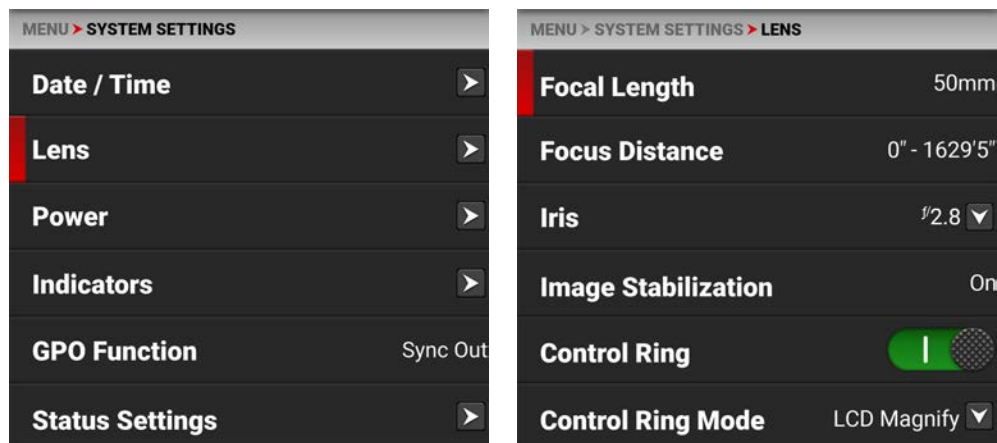 MENU > SYSTEM SETTINGS
Date / Time
Lens
Power
Indicators
GPO Function Sync Out
Status Settings
MENU > SYSTEM SETTINGS > LENS
Focal Length 50mm
Focus Distance 0" - 1629'5"
Iris f/2.8
Image Stabilization On
Control Ring
Control Ring Mode LCD Magnify